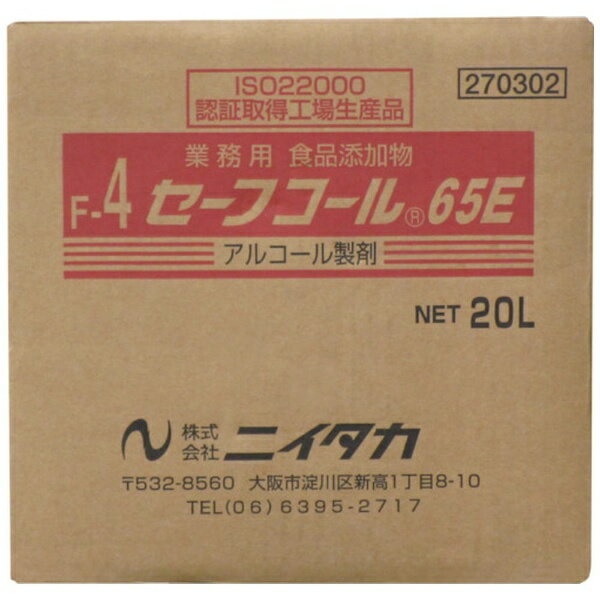 ISO22000
認証取得工場生産品
270302
業務用 食品添加物
F-4 セーフコール® 65E
アルコール製剤
NET 20L
株式会社 ニイタカ
〒532-8560 大阪市淀川区新高1丁目8-10
TEL(06)6395-2717